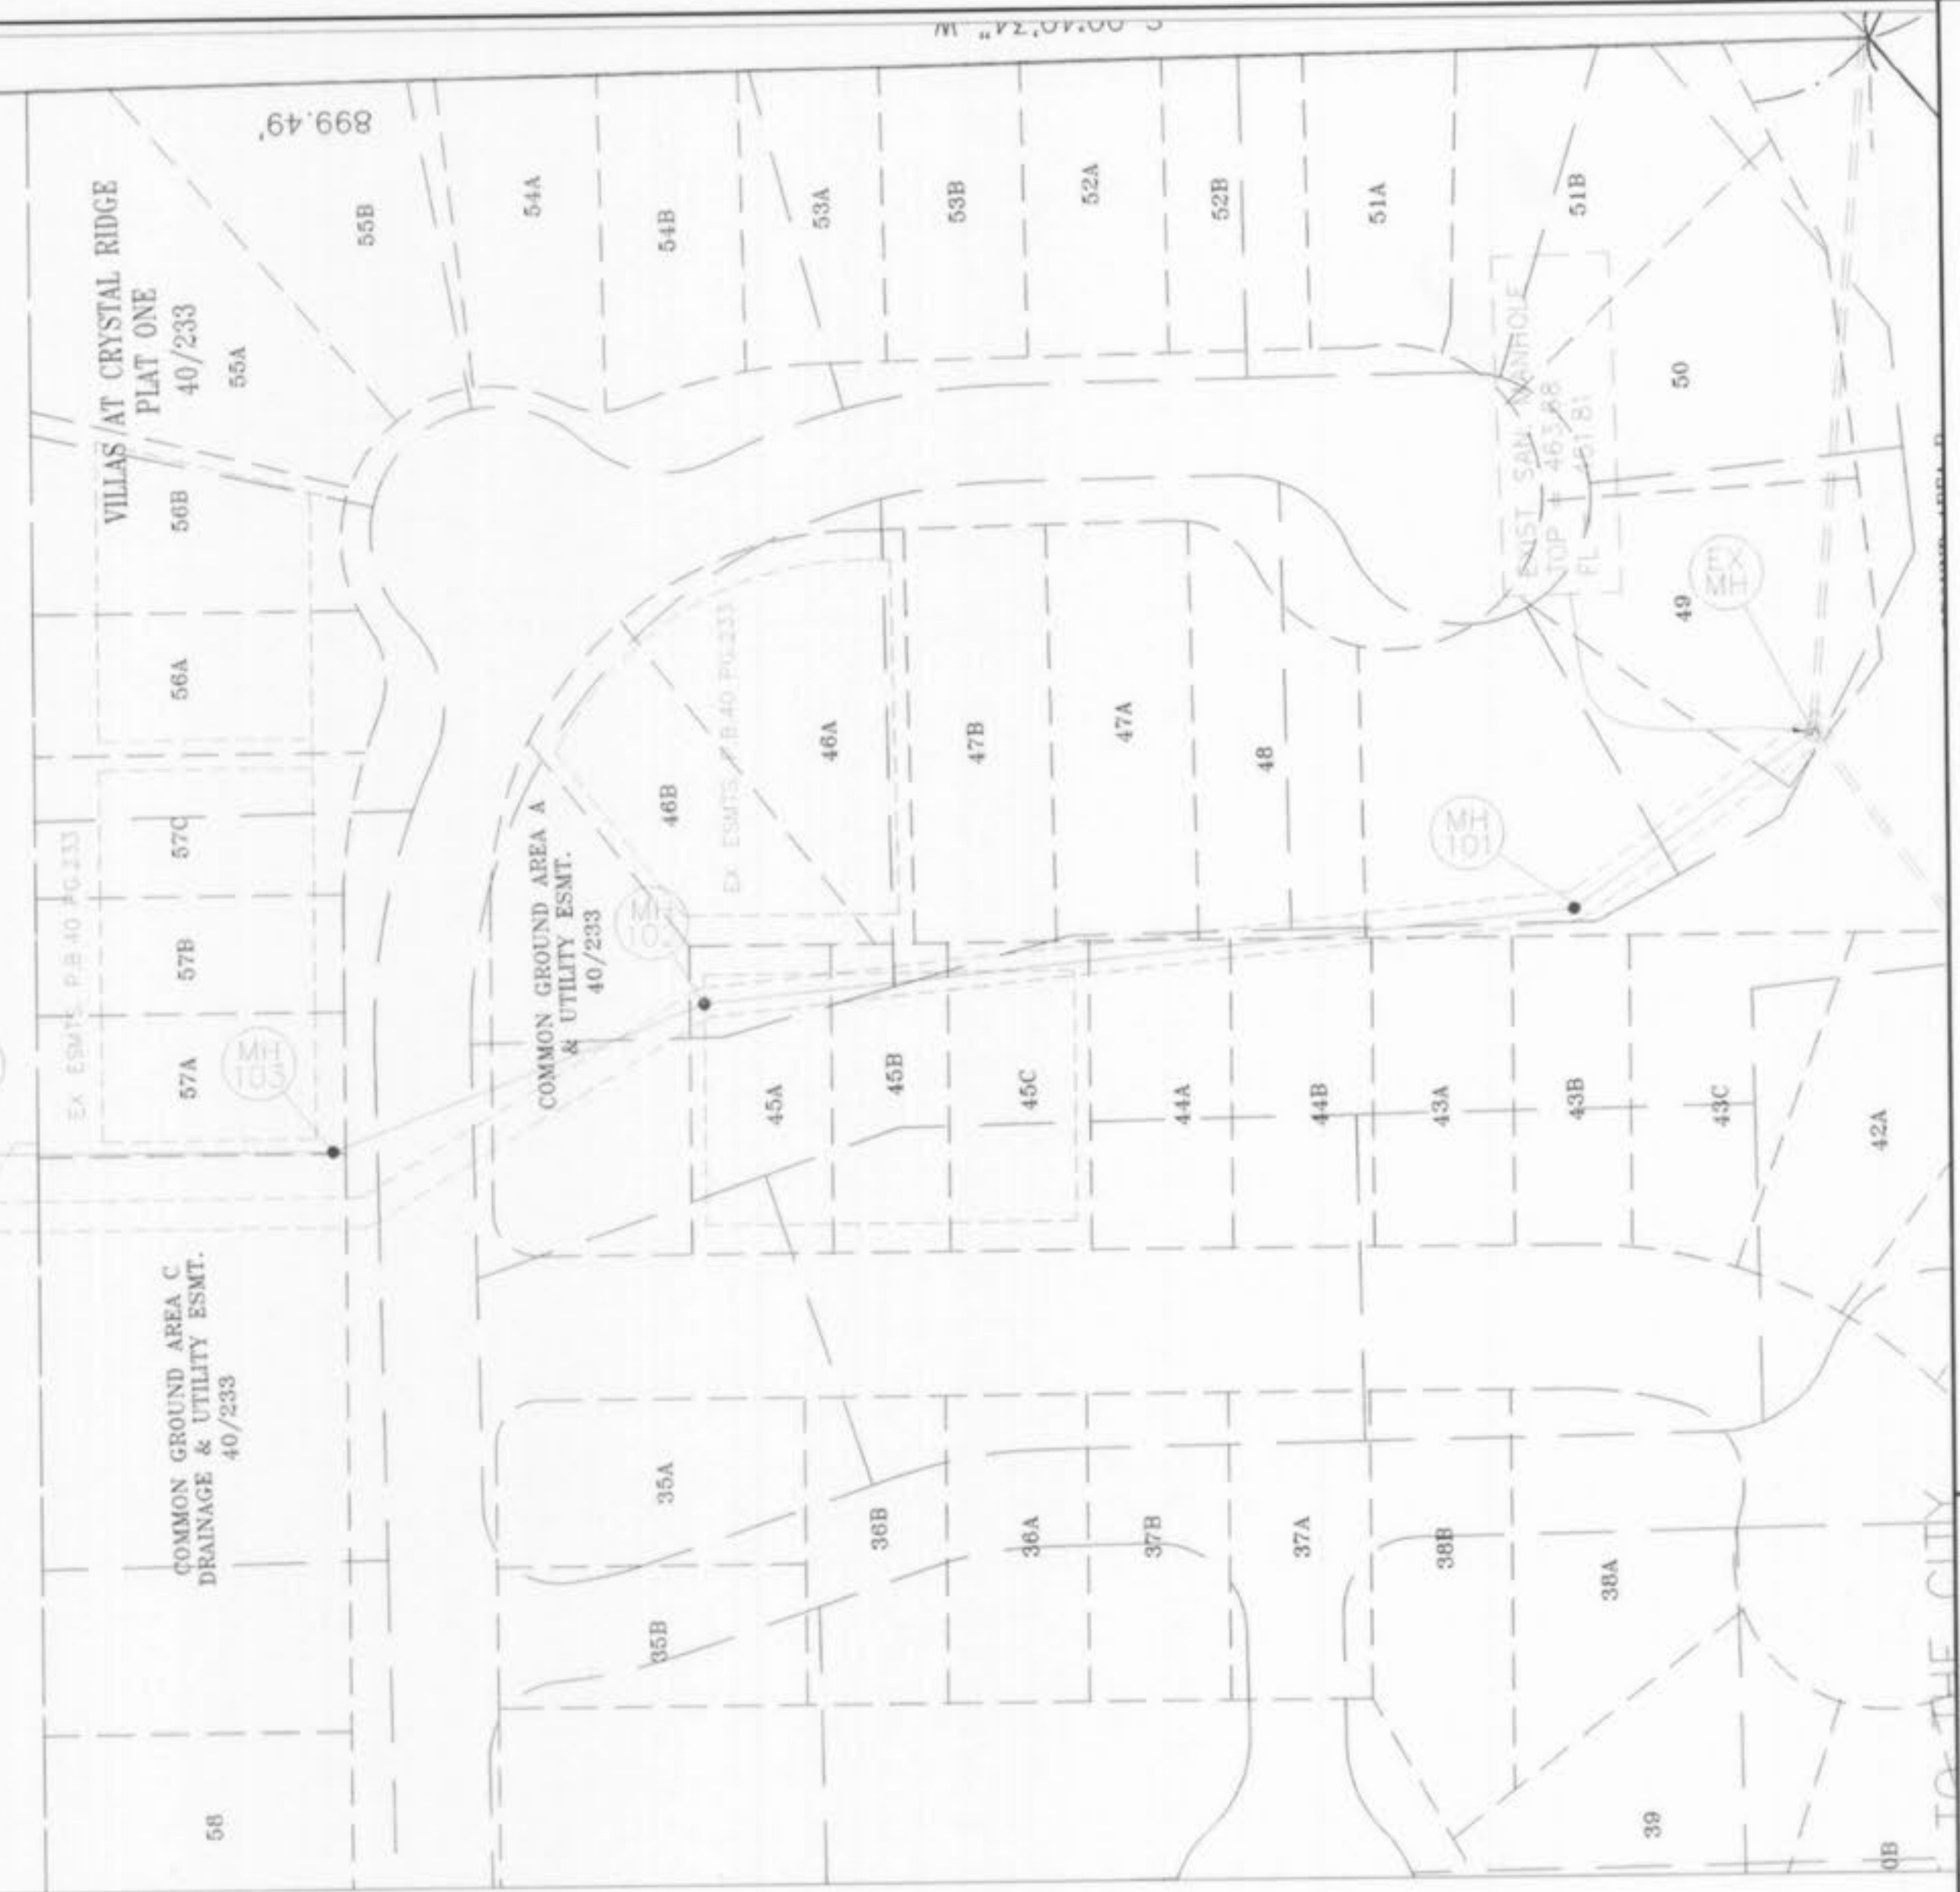 899.49'
VILLAS AT CRYSTAL RIDGE
PLAT ONE
40/233
55A
55B
54A
54B
53A
53B
52A
52B
51A
51B
50
49
EXIST SAN. MANHOLE
TOP = 463.88
FL
56B
56A
57C
57B
57A
EX ESMTS. P.B.40 PG.233
MH
103
COMMON GROUND AREA A
& UTILITY ESMT.
40/233
46B
EX ESMTS. P.B.40 PG.233
46A
47B
47A
48
MH
102
MH
101
MH
EX
45A
45B
45C
44A
44B
43A
43B
43C
42A
COMMON GROUND AREA C
DRAINAGE & UTILITY ESMT.
40/233
58
35A
35B
36B
36A
37B
37A
38B
38A
39
0B
TO THE CITY